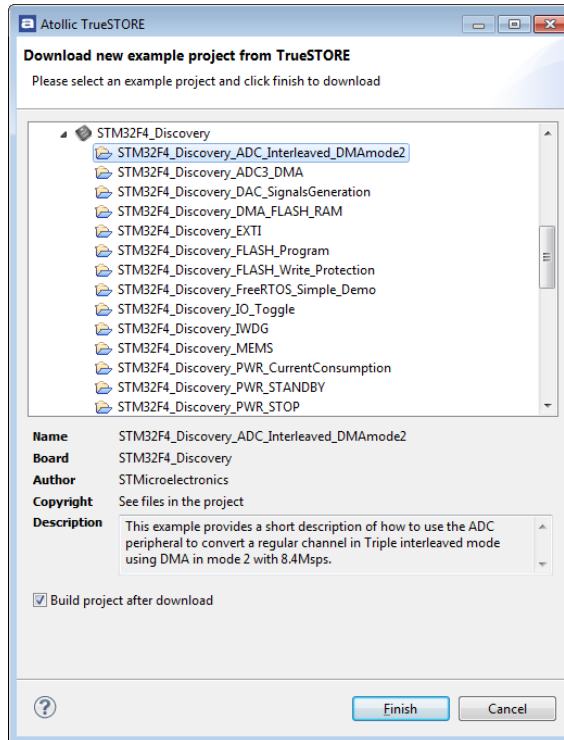 a Atollic TrueSTORE
Download new example project from TrueSTORE
Please select an example project and click finish to download
STM32F4_Discovery
STM32F4_Discovery_ADC_Interleaved_DMAmode2
STM32F4_Discovery_ADC3_DMA
STM32F4_Discovery_DAC_SignalsGeneration
STM32F4_Discovery_DMA_FLASH_RAM
STM32F4_Discovery_EXTI
STM32F4_Discovery_FLASH_Program
STM32F4_Discovery_FLASH_Write_Protection
STM32F4_Discovery_FreeRTOS_Simple_Demo
STM32F4_Discovery_IO_Toggle
STM32F4_Discovery_IWDG
STM32F4_Discovery_MEMS
STM32F4_Discovery_PWR_CurrentConsumption
STM32F4_Discovery_PWR_STANDBY
STM32F4_Discovery_PWR_STOP
Name STM32F4_Discovery_ADC_Interleaved_DMAmode2
Board STM32F4_Discovery
Author STMicroelectronics
Copyright See files in the project
Description This example provides a short description of how to use the ADC
peripheral to convert a regular channel in Triple interleaved mode
using DMA in mode 2 with 8.4Msps.
Build project after download
? Finish Cancel